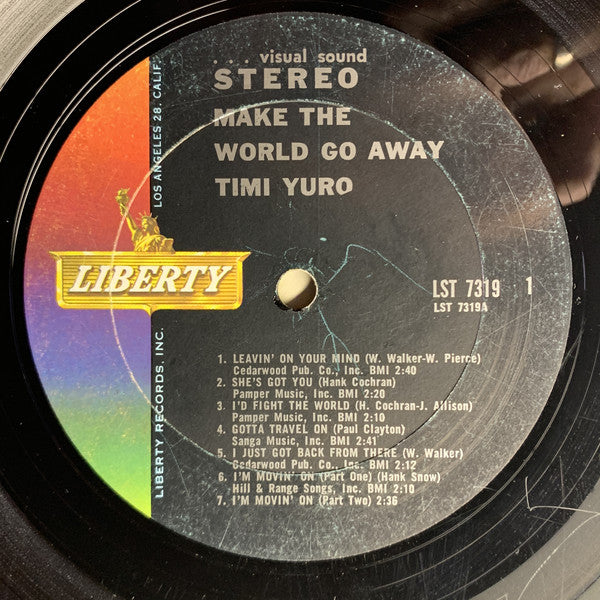 . . . visual sound
STEREO
MAKE THE
WORLD GO AWAY
TIMI YURO
LOS ANGELES 28, CALIF.
LIBERTY
LIBERTY RECORDS, INC.
LST 7319 1
LST 7319A
1. LEAVIN' ON YOUR MIND (W. Walker-W. Pierce)
Cedarwood Pub. Co., Inc. BMI 2:40
2. SHE'S GOT YOU (Hank Cochran)
Pamper Music, Inc. BMI 2:20
3. I'D FIGHT THE WORLD (H. Cochran-J. Allison)
Pamper Music, Inc. BMI 2:10
4. GOTTA TRAVEL ON (Paul Clayton)
Sanga Music, Inc. BMI 2:41
5. I JUST GOT BACK FROM THERE (W. Walker)
Cedarwood Pub. Co., Inc. BMI 2:12
6. I'M MOVIN' ON (Part One) (Hank Snow)
Hill & Range Songs, Inc. BMI 2:10
7. I'M MOVIN' ON (Part Two) 2:36